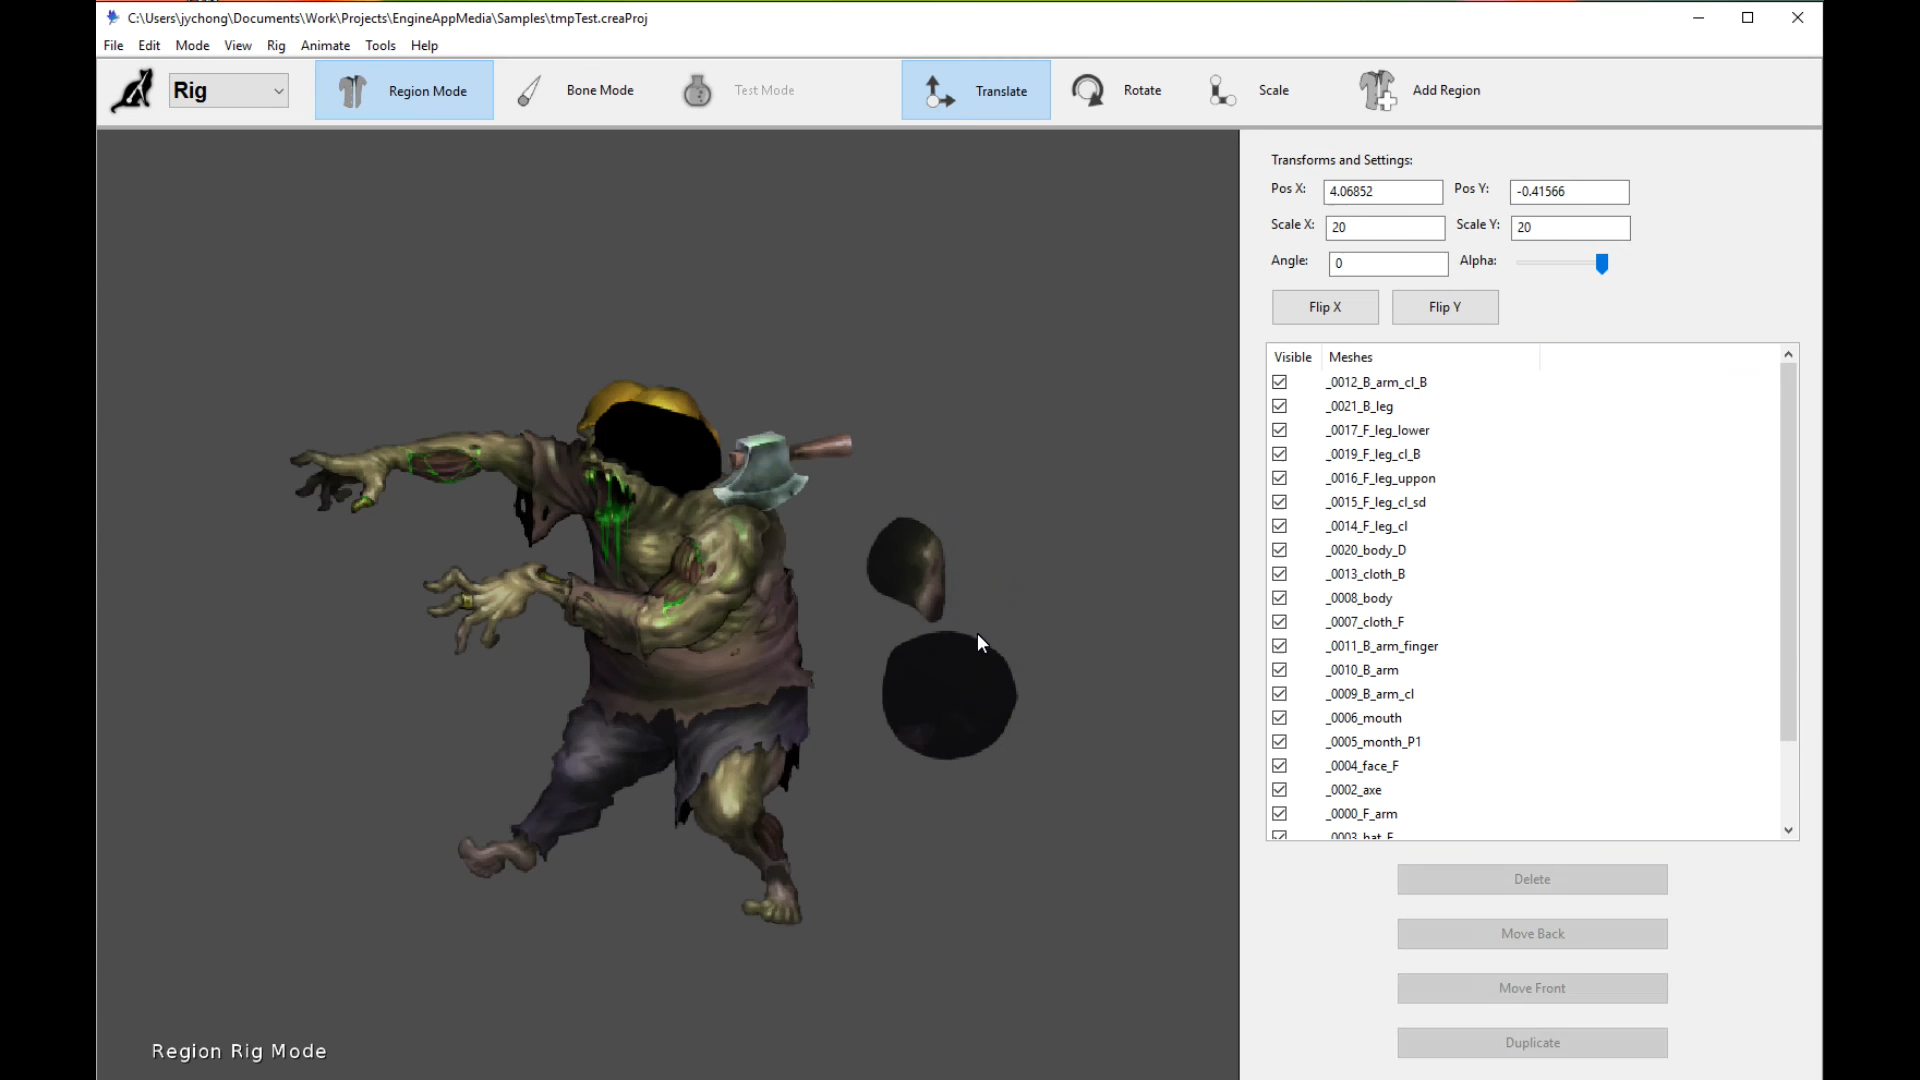 C:\Users\jychong\Documents\Work\Projects\EngineAppMedia\Samples\tmpTest.creaProj
File Edit Mode View Rig Animate Tools Help
Rig Region Mode Bone Mode Test Mode Translate Rotate Scale Add Region
Transforms and Settings:
Pos X: 4.06852 Pos Y: -0.41566
Scale X: 20 Scale Y: 20
Angle: 0 Alpha:
Flip X Flip Y
Visible Meshes
_0012_B_arm_cl_B
_0021_B_leg
_0017_F_leg_lower
_0019_F_leg_cl_B
_0016_F_leg_uppon
_0015_F_leg_cl_sd
_0014_F_leg_cl
_0020_body_D
_0013_cloth_B
_0008_body
_0007_cloth_F
_0011_B_arm_finger
_0010_B_arm
_0009_B_arm_cl
_0006_mouth
_0005_month_P1
_0004_face_F
_0002_axe
_0000_F_arm
_0003_hat_F
Delete
Move Back
Move Front
Duplicate
Region Rig Mode